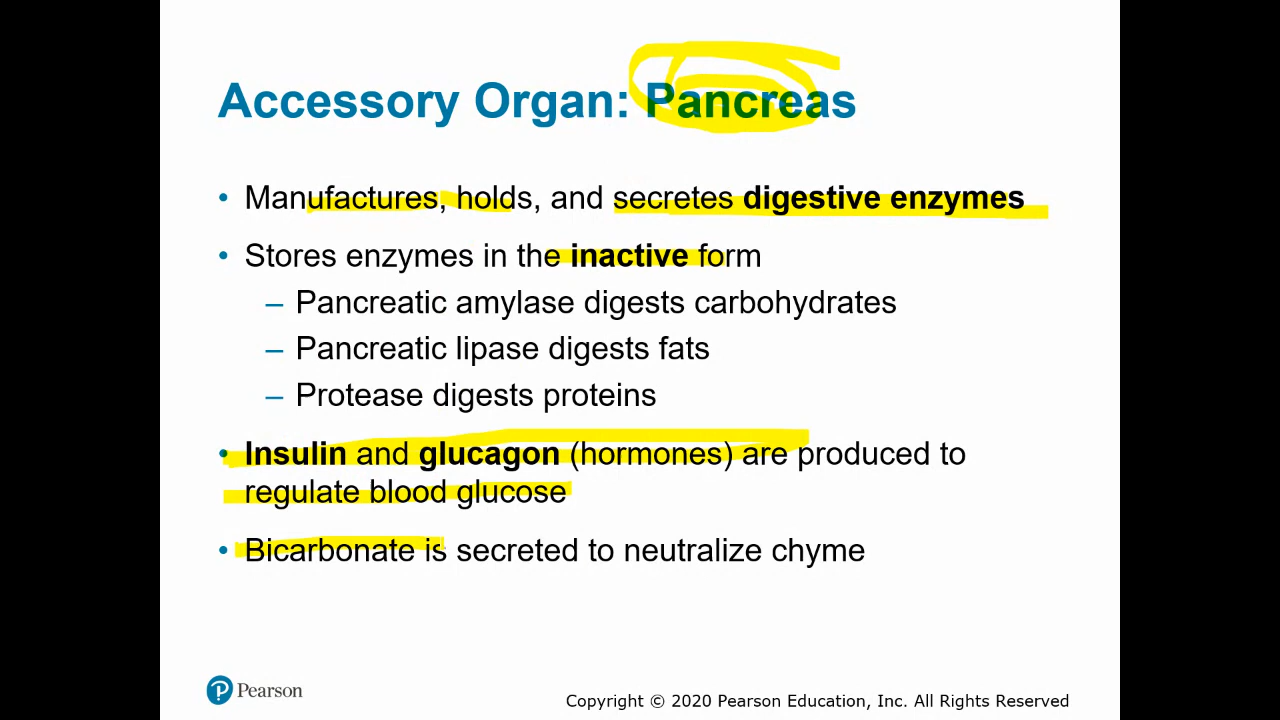 Accessory Organ: Pancreas
• Manufactures, holds, and secretes digestive enzymes
• Stores enzymes in the inactive form
– Pancreatic amylase digests carbohydrates
– Pancreatic lipase digests fats
– Protease digests proteins
• Insulin and glucagon (hormones) are produced to
regulate blood glucose
• Bicarbonate is secreted to neutralize chyme
P Pearson
Copyright © 2020 Pearson Education, Inc. All Rights Reserved